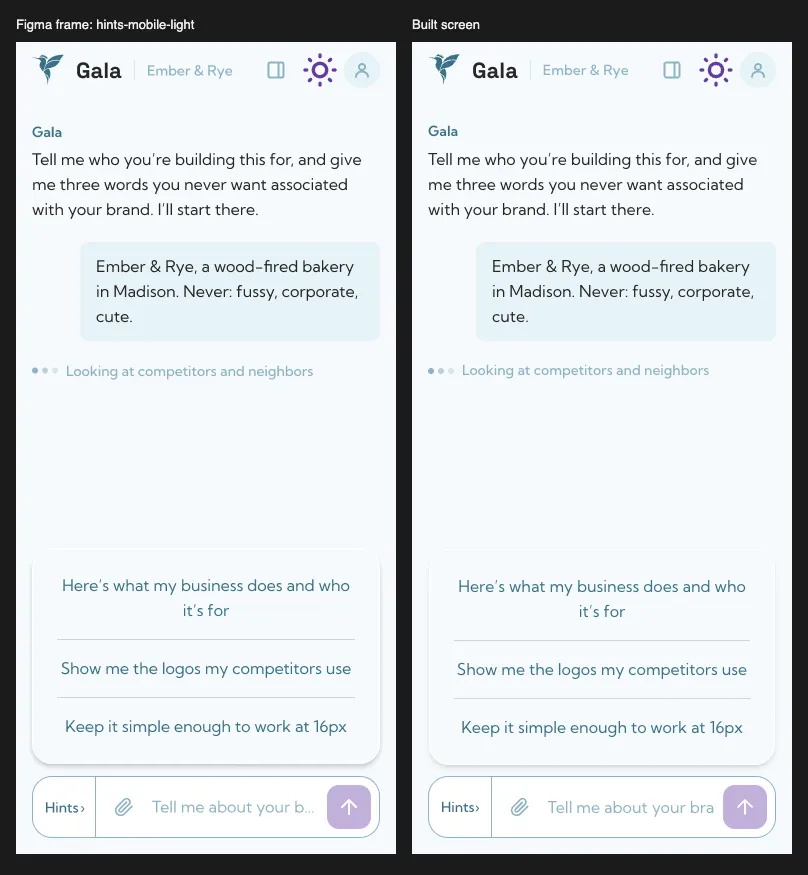 Figma frame: hints-mobile-light
Gala
Ember & Rye
Gala
Tell me who you’re building this for, and give
me three words you never want associated
with your brand. I’ll start there.
Ember & Rye, a wood-fired bakery
in Madison. Never: fussy, corporate,
cute.
Looking at competitors and neighbors
Here’s what my business does and who
it’s for
Show me the logos my competitors use
Keep it simple enough to work at 16px
Hints›
Tell me about your b...
Built screen
Gala
Ember & Rye
Gala
Tell me who you’re building this for, and give
me three words you never want associated
with your brand. I’ll start there.
Ember & Rye, a wood-fired bakery
in Madison. Never: fussy, corporate,
cute.
Looking at competitors and neighbors
Here’s what my business does and who
it’s for
Show me the logos my competitors use
Keep it simple enough to work at 16px
Hints›
Tell me about your bra